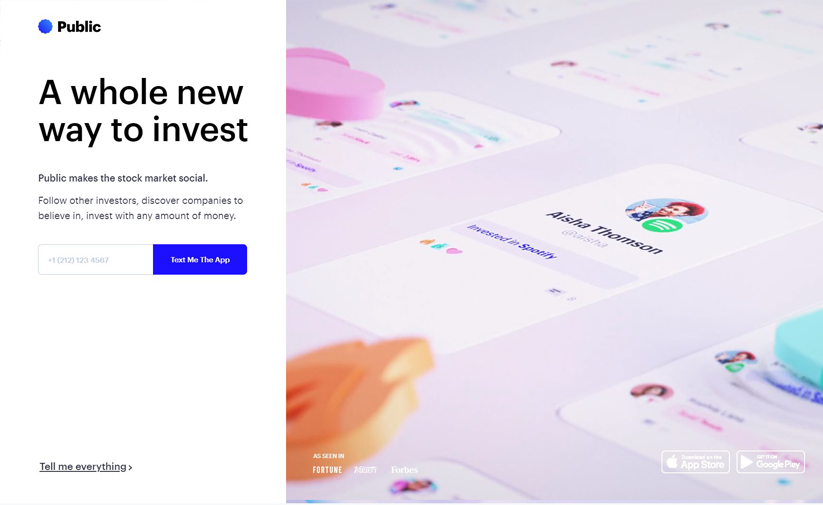 Public
A whole new
way to invest
Public makes the stock market social.
Follow other investors, discover companies to
believe in, invest with any amount of money.
+1 (212) 123 4567
Text Me The App
Tell me everything ›
Aisha Thomson
@aisha
Invested in Spotify
AS SEEN IN
FORTUNE
Forbes
Download on the
App Store
GET IT ON
Google Play